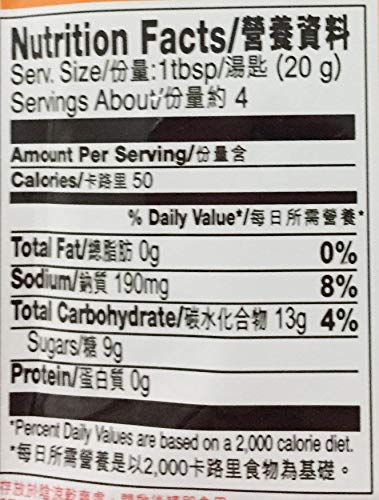 Nutrition Facts/營養資料
Serv. Size/份量:1tbsp/湯匙 (20 g)
Servings About/份量約 4
Amount Per Serving/份量含
Calories/卡路里 50
% Daily Value*/每日所需營養*
Total Fat/總脂肪 0g 0%
Sodium/鈉質 190mg 8%
Total Carbohydrate/碳水化合物 13g 4%
Sugars/糖 9g
Protein/蛋白質 0g
*Percent Daily Values are based on a 2,000 calorie diet.
*每日所需營養是以2,000卡路里食物為基礎。